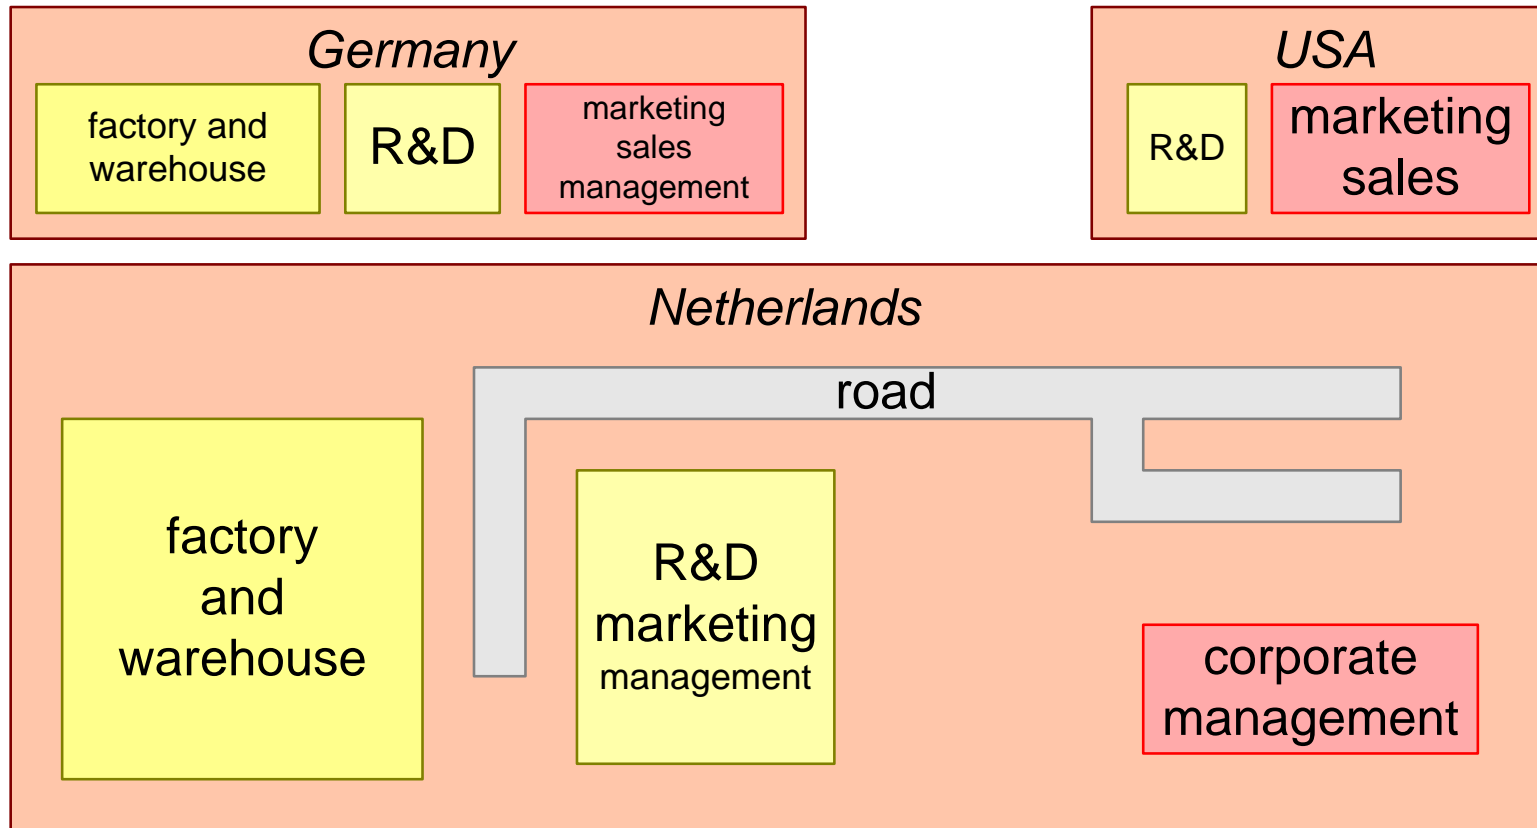 Germany
factory and
warehouse
R&D
marketing
sales
management
USA
R&D
marketing
sales
Netherlands
road
factory
and
warehouse
R&D
marketing
management
corporate
management